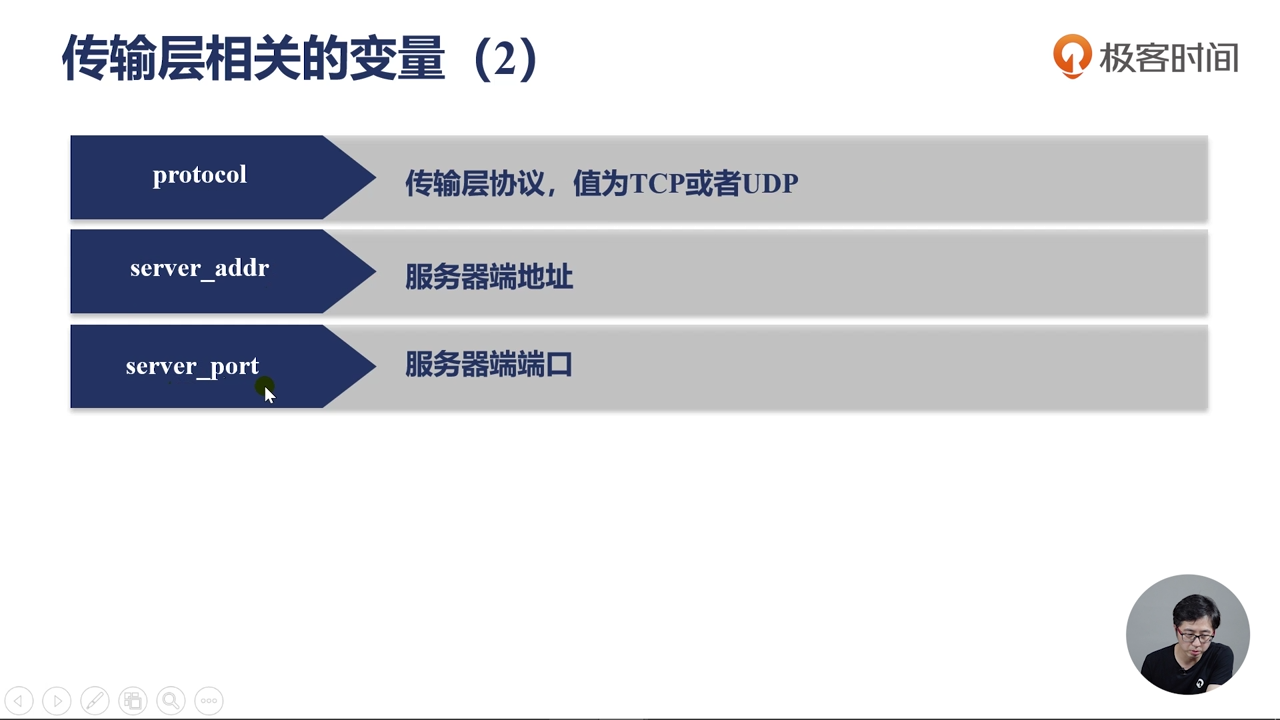 传输层相关的变量（2）
极客时间
protocol
传输层协议，值为TCP或者UDP
server_addr
服务器端地址
server_port
服务器端端口